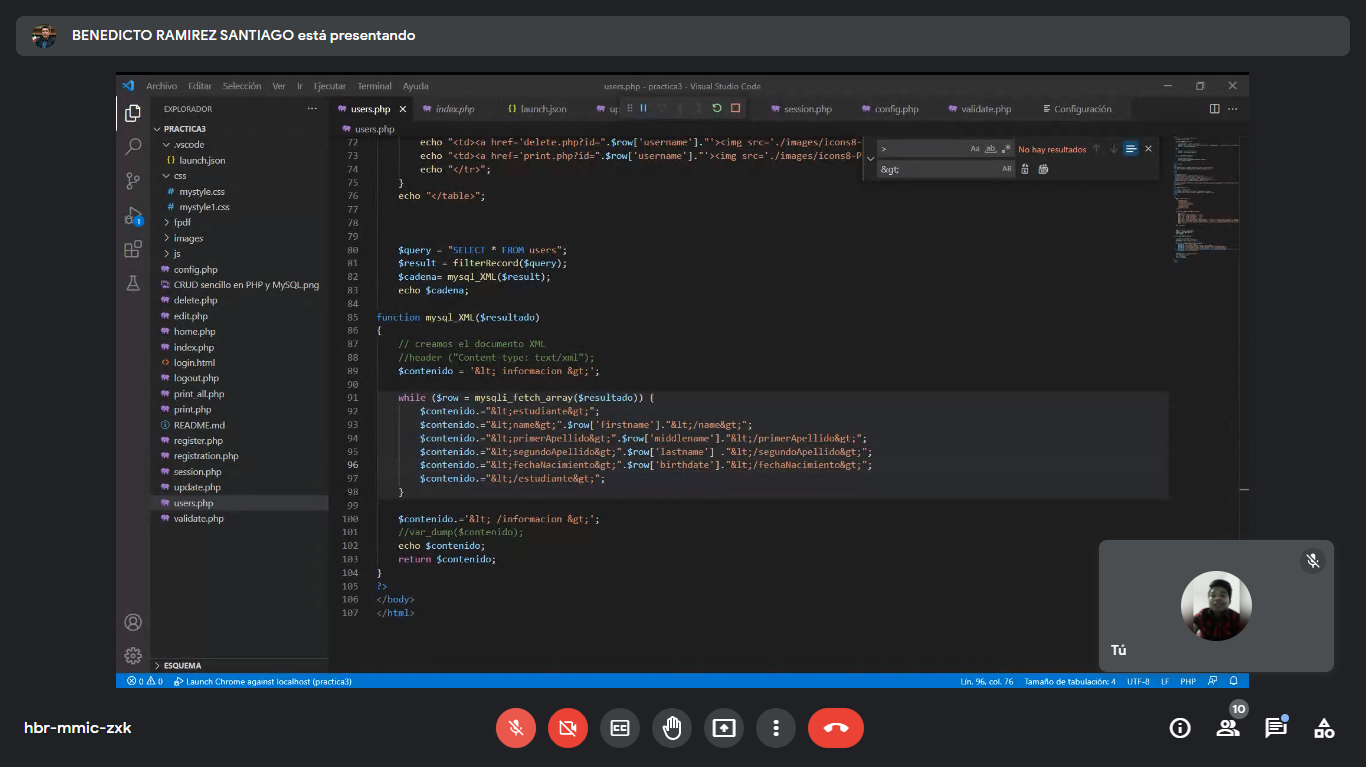 BENEDICTO RAMIREZ SANTIAGO está presentando
Archivo Editar Selección Ver Ir Ejecutar Terminal Ayuda
users.php - practica3 - Visual Studio Code
EXPLORADOR
PRACTICA3
.vscode
{} launch.json
css
# mystyle.css
# mystyle1.css
fpdf
images
js
config.php
CRUD sencillo en PHP y MySQL.png
delete.php
edit.php
home.php
index.php
login.html
logout.php
print_all.php
print.php
README.md
register.php
registration.php
session.php
update.php
users.php
validate.php
ESQUEMA
1
users.php index.php {} launch.json up session.php config.php validate.php Configuración
users.php
> Aa ab No hay resultados
&gt; AB
72 echo "<td><a href='delete.php?id=".$row['username']."'><img src='./images/icons8-
73 echo "<td><a href='print.php?id=".$row['username']."'><img src='./images/icons8-P
74 echo "</tr>";
75 }
76 echo "</table>";
77
78
79
80 $query = "SELECT * FROM users";
81 $result = filterRecord($query);
82 $cadena= mysql_XML($result);
83 echo $cadena;
84
85 function mysql_XML($resultado)
86 {
87 // creamos el documento XML
88 //header ("Content-type: text/xml");
89 $contenido = '&lt; informacion &gt;';
90
91 while ($row = mysqli_fetch_array($resultado)) {
92 $contenido.="&lt;estudiante&gt;";
93 $contenido.="&lt;name&gt;".$row['firstname']."&lt;/name&gt;";
94 $contenido.="&lt;primerApellido&gt;".$row['middlename']."&lt;/primerApellido&gt;";
95 $contenido.="&lt;segundoApellido&gt;".$row['lastname'] ."&lt;/segundoApellido&gt;";
96 $contenido.="&lt;fechaNacimiento&gt;".$row['birthdate']."&lt;/fechaNacimiento&gt;";
97 $contenido.="&lt;/estudiante&gt;";
98 }
99
100 $contenido.='&lt; /informacion &gt;';
101 //var_dump($contenido);
102 echo $contenido;
103 return $contenido;
104 }
105 ?>
106 </body>
107 </html>
Tú
0 0 Launch Chrome against localhost (practica3)
Lín. 96, col. 76 Tamaño de tabulación: 4 UTF-8 LF PHP
hbr-mmic-zxk
10